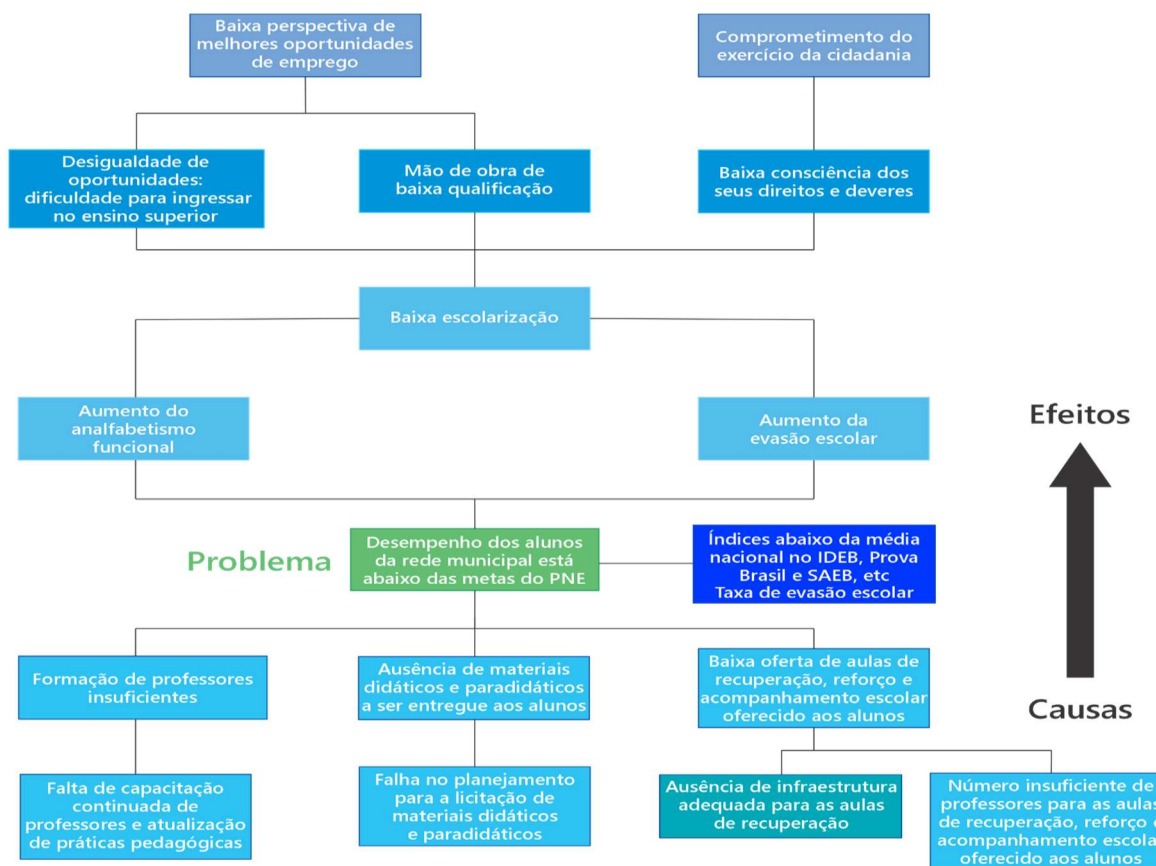 Baixa perspectiva de
melhores oportunidades
de emprego
Comprometimento do
exercício da cidadania
Desigualdade de
oportunidades:
dificuldade para ingressar
no ensino superior
Mão de obra de
baixa qualificação
Baixa consciência dos
seus direitos e deveres
Baixa escolarização
Aumento do
analfabetismo
funcional
Aumento da
evasão escolar
Efeitos
Problema
Desempenho dos alunos
da rede municipal está
abaixo das metas do PNE
Índices abaixo da média
nacional no IDEB, Prova
Brasil e SAEB, etc
Taxa de evasão escolar
Formação de professores
insuficientes
Ausência de materiais
didáticos e paradidáticos
a ser entregue aos alunos
Baixa oferta de aulas de
recuperação, reforço e
acompanhamento escolar
oferecido aos alunos
Causas
Falta de capacitação
continuada de
professores e atualização
de práticas pedagógicas
Falha no planejamento
para a licitação de
materiais didáticos
e paradidáticos
Ausência de infraestrutura
adequada para as aulas
de recuperação
Número insuficiente de
professores para as aulas
de recuperação, reforço e
acompanhamento escolar
oferecido aos alunos